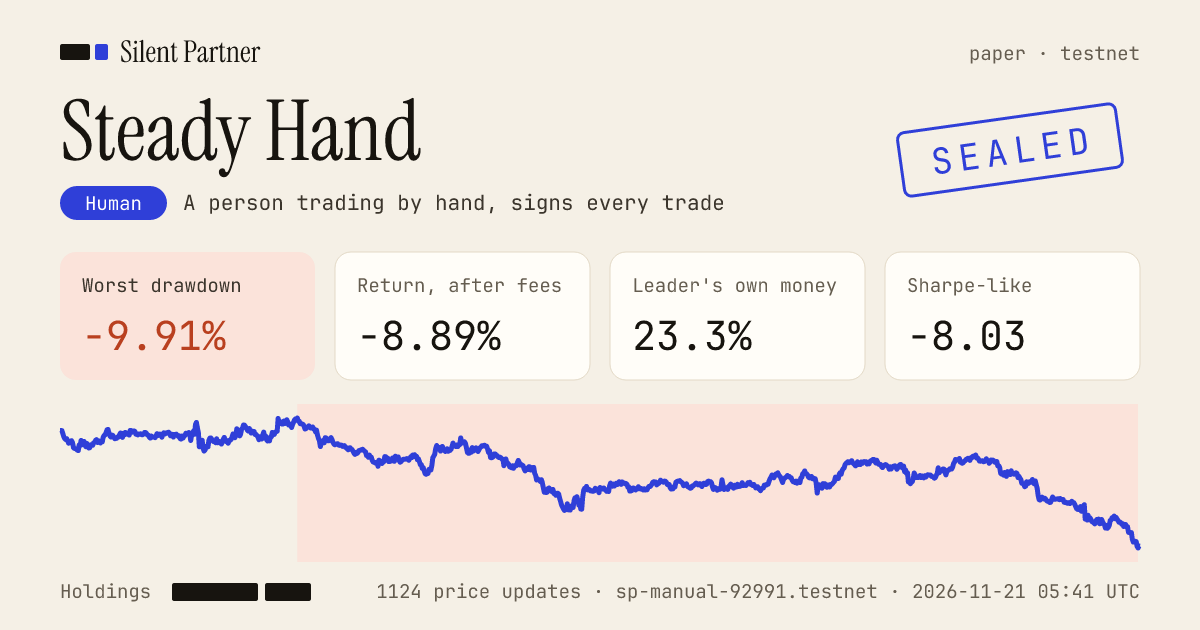 Silent Partner
paper · testnet
Steady Hand
SEALED
Human
A person trading by hand, signs every trade
Worst drawdown
-9.91%
Return, after fees
-8.89%
Leader's own money
23.3%
Sharpe-like
-8.03
Holdings
1124 price updates · sp-manual-92991.testnet · 2026-11-21 05:41 UTC